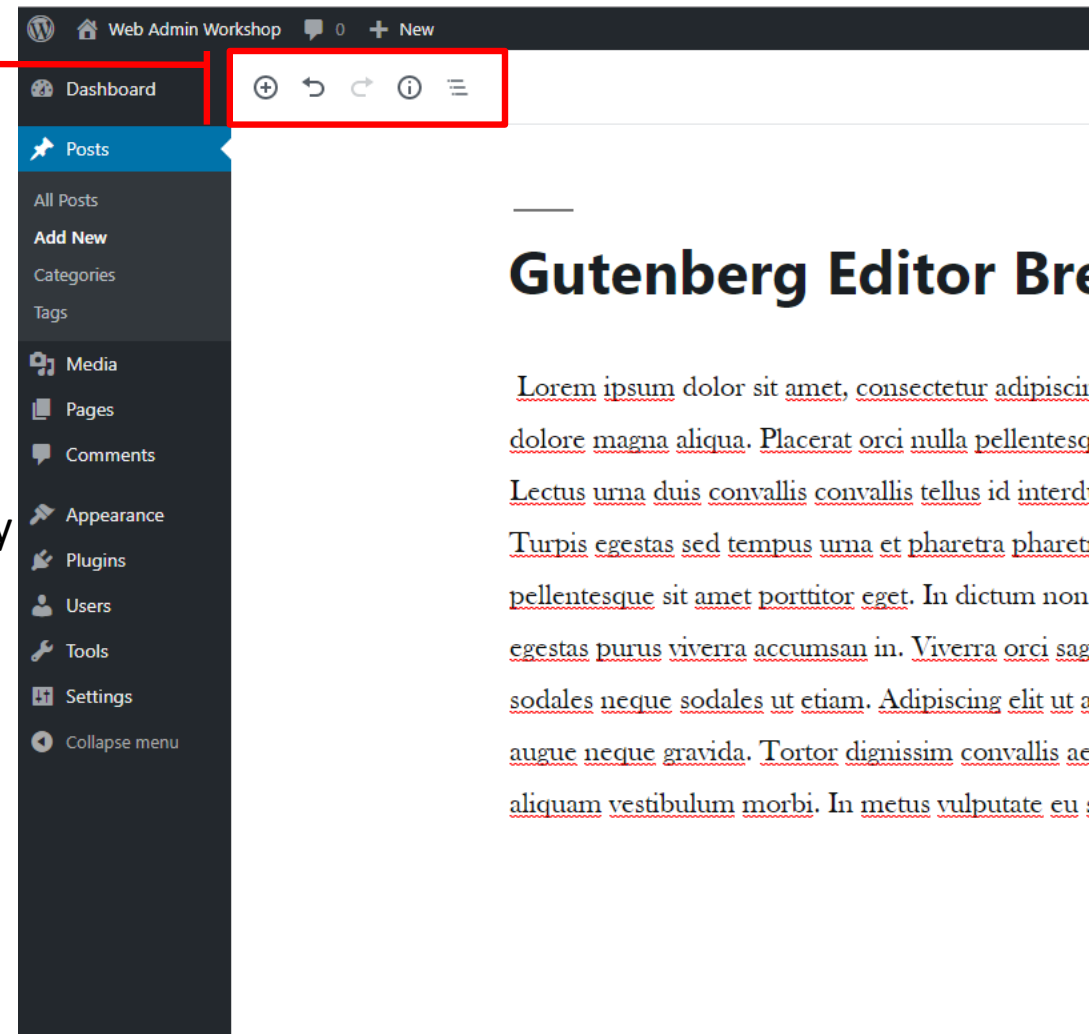 Web Admin Workshop 0 New
Dashboard
Posts
All Posts
Add New
Categories
Tags
Media
Pages
Comments
Appearance
Plugins
Users
Tools
Settings
Collapse menu
y
Gutenberg Editor Bre
Lorem ipsum dolor sit amet, consectetur adipiscin
dolore magna aliqua. Placerat orci nulla pellentesq
Lectus urna duis convallis convallis tellus id interdu
Turpis egestas sed tempus urna et pharetra pharetr
pellentesque sit amet porttitor eget. In dictum non
egestas purus viverra accumsan in. Viverra orci sag
sodales neque sodales ut etiam. Adipiscing elit ut a
augue neque gravida. Tortor dignissim convallis ae
aliquam vestibulum morbi. In metus vulputate eu s